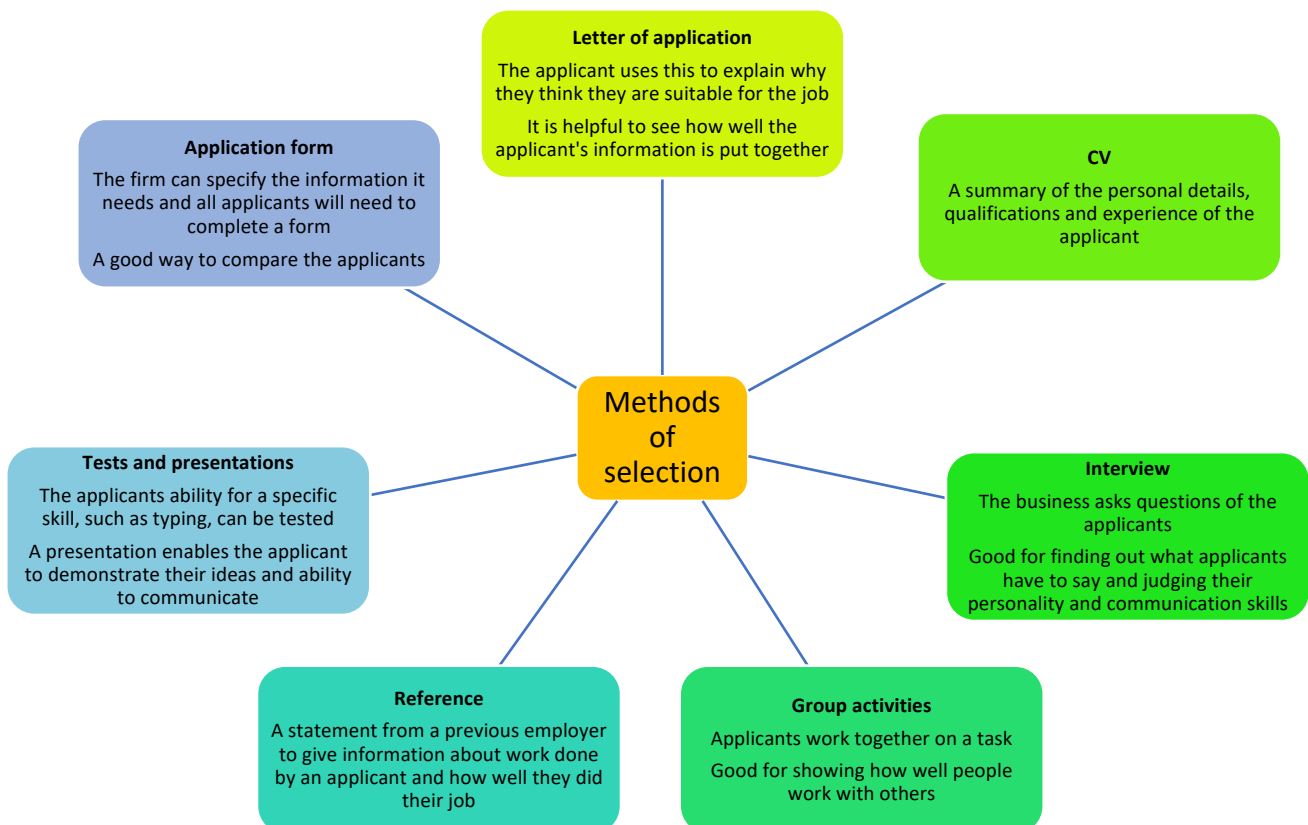 Letter of application
The applicant uses this to explain why
they think they are suitable for the job
It is helpful to see how well the
applicant's information is put together
CV
A summary of the personal details,
qualifications and experience of the
applicant
Interview
The business asks questions of the
applicants
Good for finding out what applicants
have to say and judging their
personality and communication skills
Group activities
Applicants work together on a task
Good for showing how well people
work with others
Reference
A statement from a previous employer
to give information about work done
by an applicant and how well they did
their job
Tests and presentations
The applicants ability for a specific
skill, such as typing, can be tested
A presentation enables the applicant
to demonstrate their ideas and ability
to communicate
Application form
The firm can specify the information it
needs and all applicants will need to
complete a form
A good way to compare the applicants
Methods
of
selection